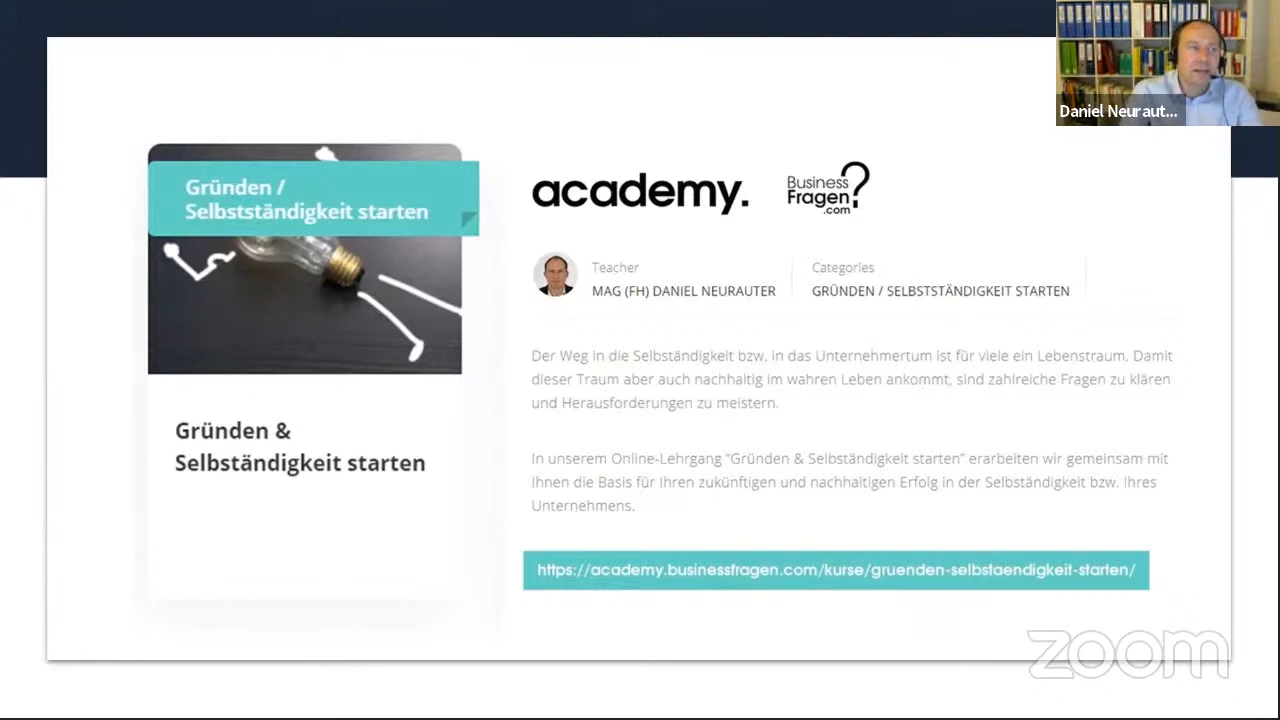 Daniel Neuraut...
Gründen /
Selbstständigkeit starten
Gründen &
Selbständigkeit starten
academy.
Business
Fragen?
.com
Teacher
MAG (FH) DANIEL NEURAUTER
Categories
GRÜNDEN / SELBSTSTÄNDIGKEIT STARTEN
Der Weg in die Selbständigkeit bzw. in das Unternehmertum ist für viele ein Lebenstraum. Damit
dieser Traum aber auch nachhaltig im wahren Leben ankommt, sind zahlreiche Fragen zu klären
und Herausforderungen zu meistern.
In unserem Online-Lehrgang "Gründen & Selbständigkeit starten" erarbeiten wir gemeinsam mit
Ihnen die Basis für Ihren zukünftigen und nachhaltigen Erfolg in der Selbständigkeit bzw. Ihres
Unternehmens.
https://academy.businessfragen.com/kurse/gruenden-selbstaendigkeit-starten/
zoom